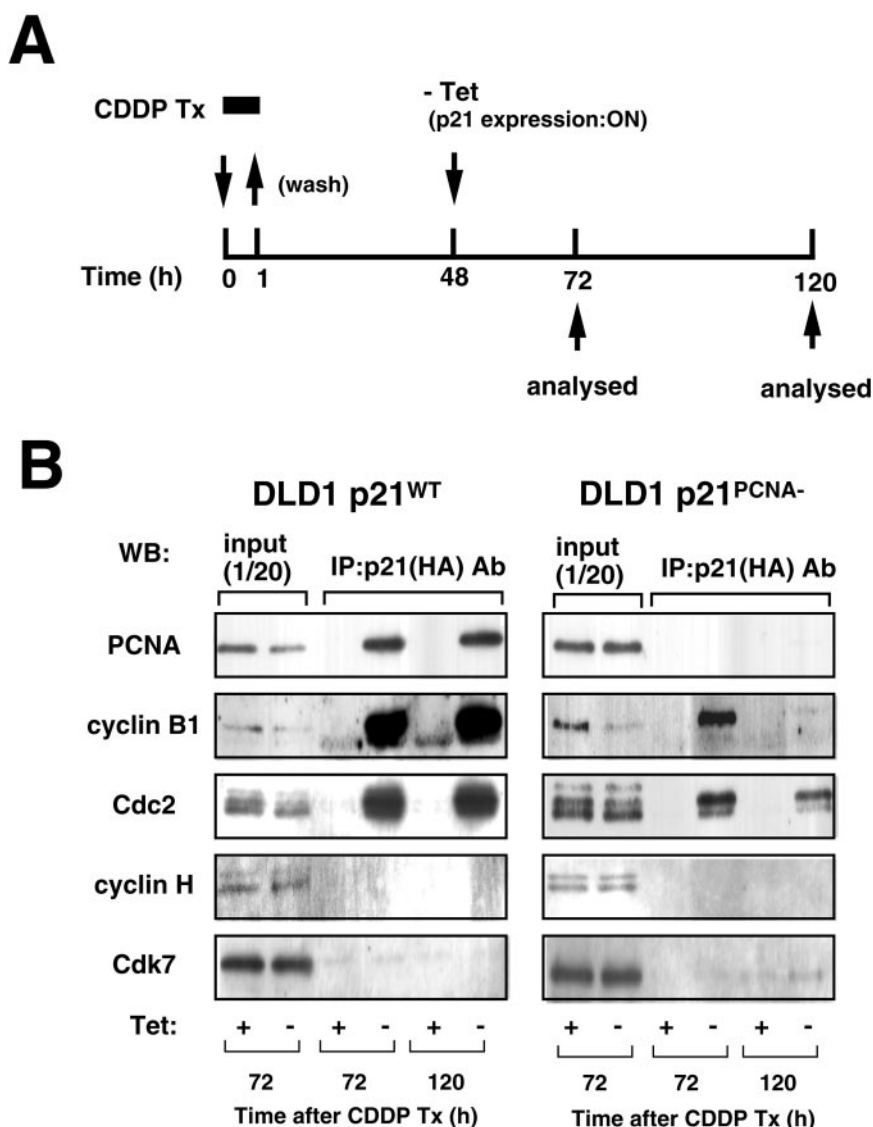 A
CDDP Tx
(wash)
- Tet
(p21 expression:ON)
Time (h)
0 1 48 72 120
analysed analysed
B
DLD1 p21WT DLD1 p21PCNA-
WB:
input
(1/20)
IP:p21(HA) Ab
input
(1/20)
IP:p21(HA) Ab
PCNA
cyclin B1
Cdc2
cyclin H
Cdk7
Tet: + - + - + - + - + - + -
72 72 120 72 72 120
Time after CDDP Tx (h) Time after CDDP Tx (h)